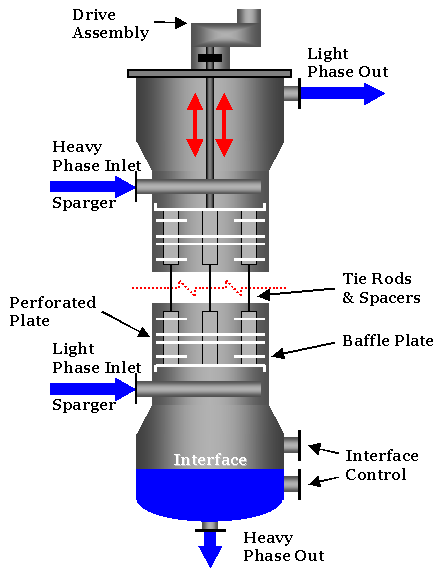 Drive
Assembly
Light
Phase Out
Heavy
Phase Inlet
Sparger
Tie Rods
& Spacers
Perforated
Plate
Baffle Plate
Light
Phase Inlet
Sparger
Interface
Interface
Control
Heavy
Phase Out